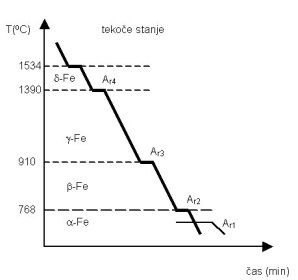 T(ºC)
tekoče stanje
1534
δ-Fe
Ar4
1390
γ-Fe
Ar3
910
β-Fe
Ar2
768
α-Fe
Ar1
čas (min)